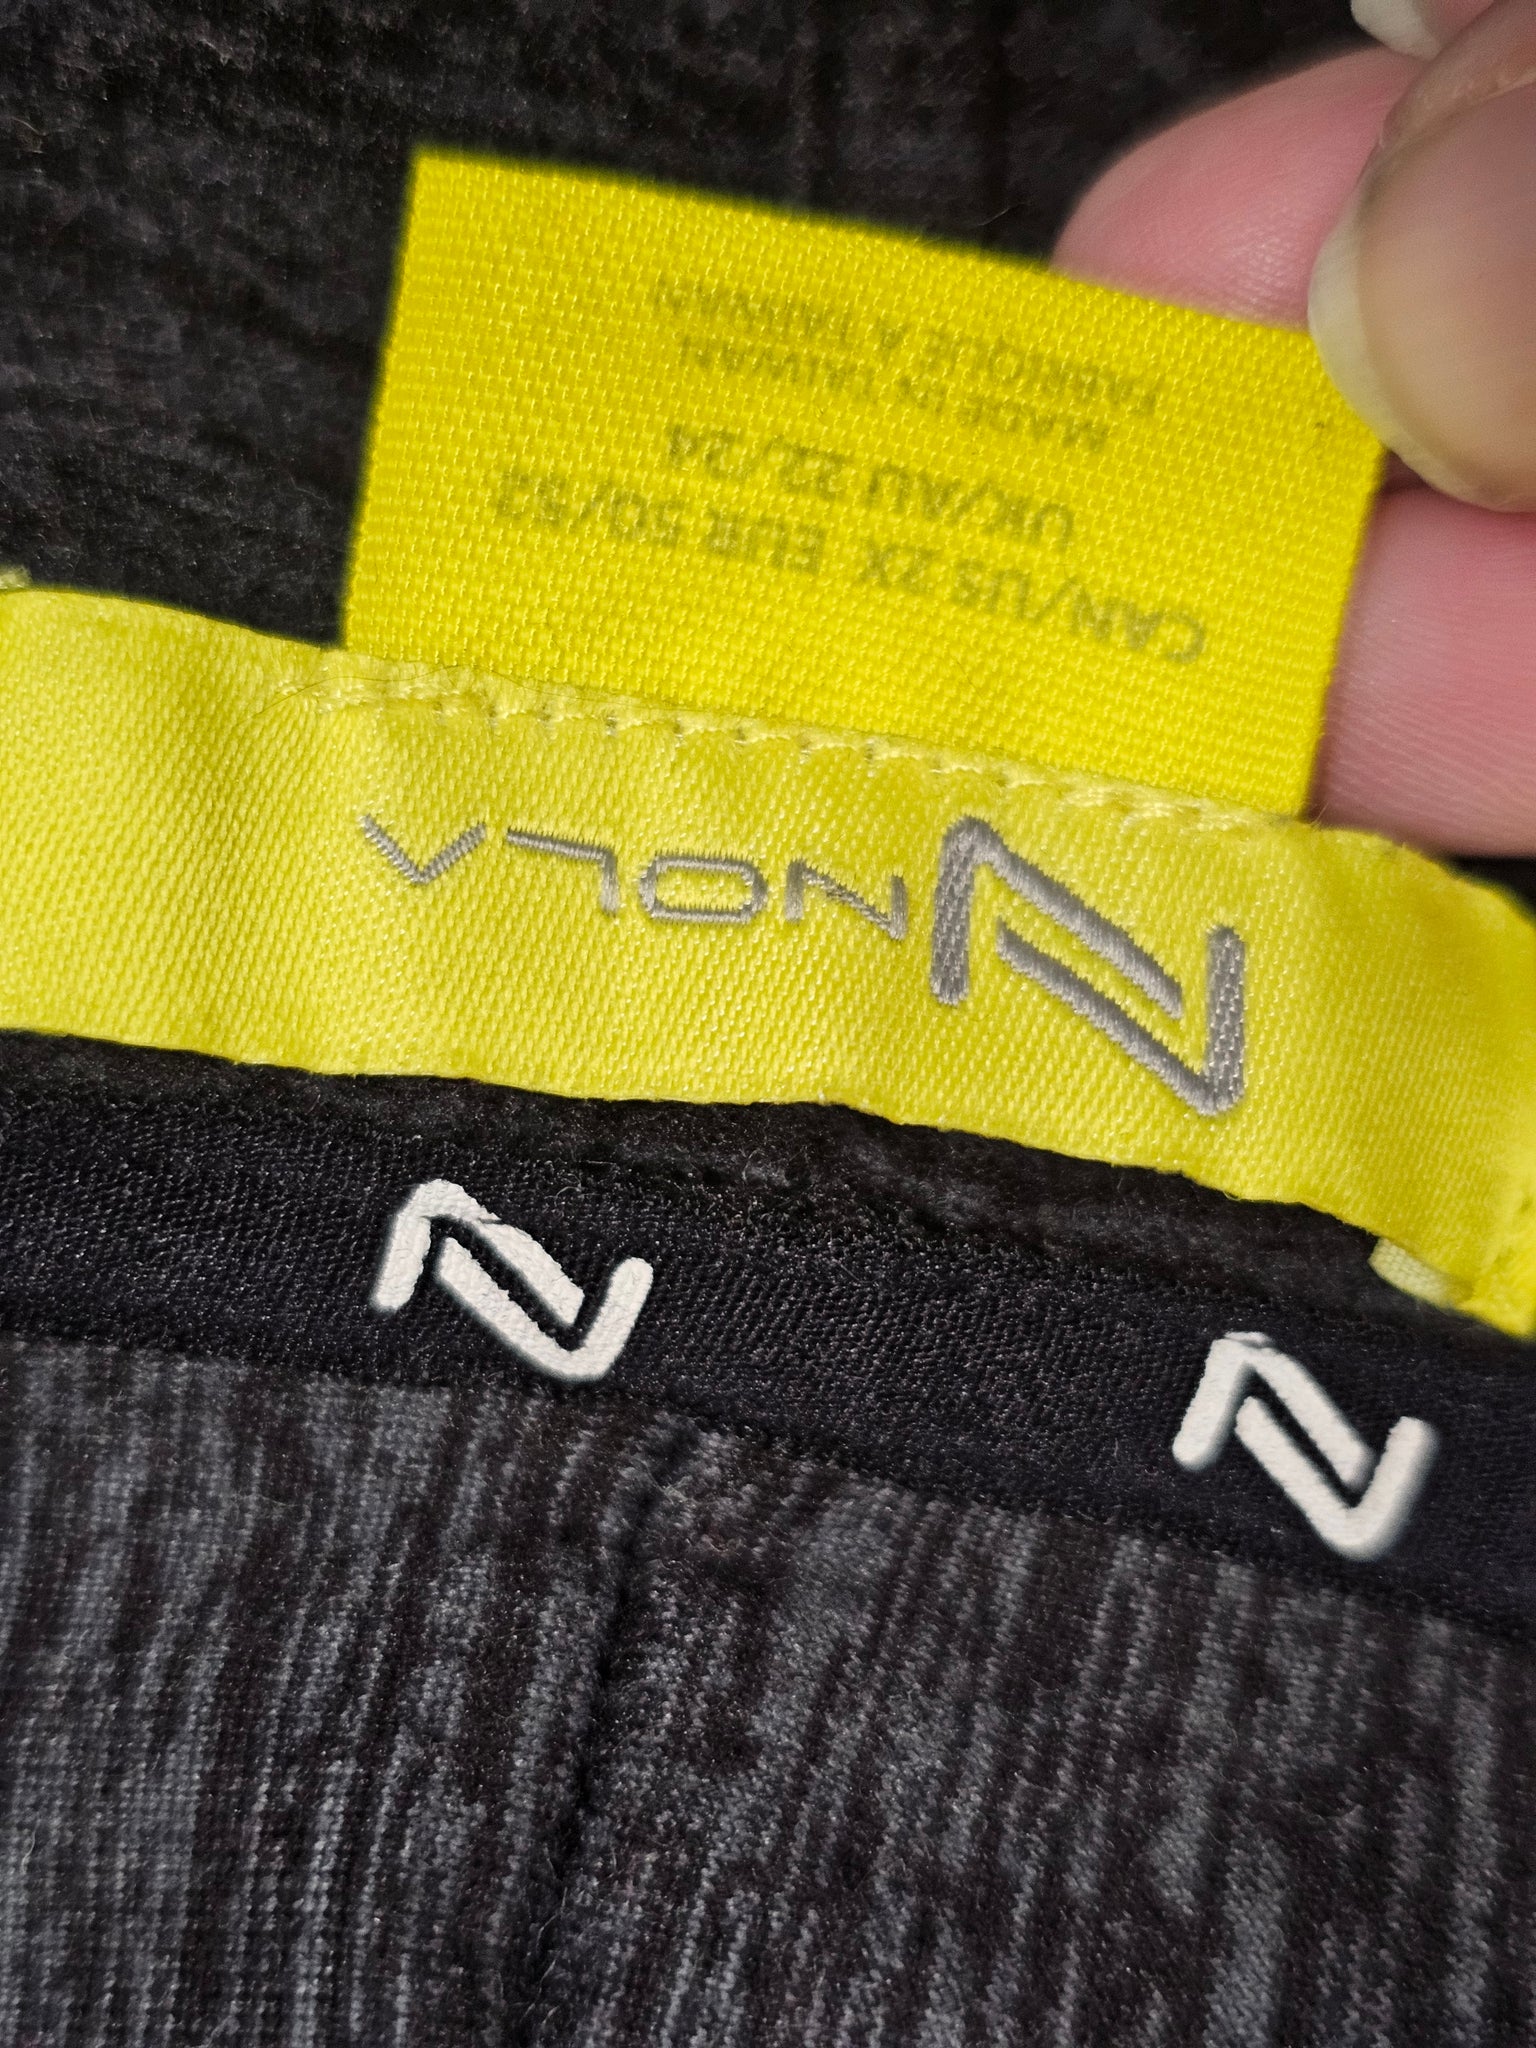 NOLA
CAN/US 2X EUR 50/52
UK/AU 22/24
MADE IN TAIWAN
FABRIQUÉ A TAIWAN